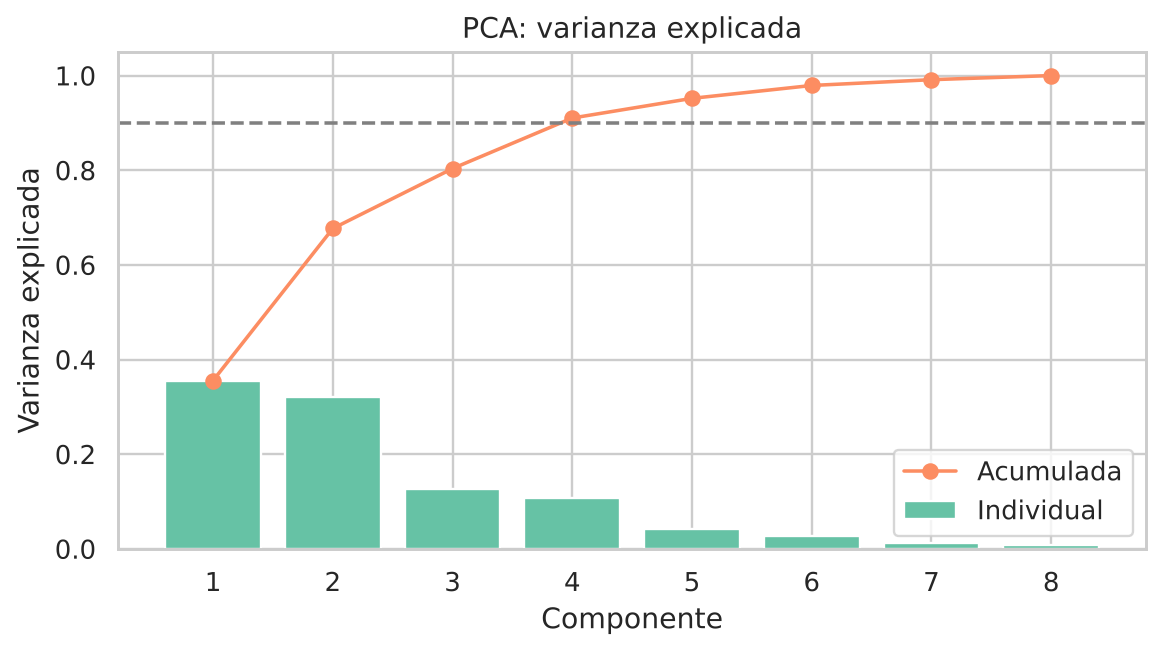 PCA: varianza explicada
Varianza explicada
1.0
0.8
0.6
0.4
0.2
0.0
Acumulada
Individual
1 2 3 4 5 6 7 8
Componente